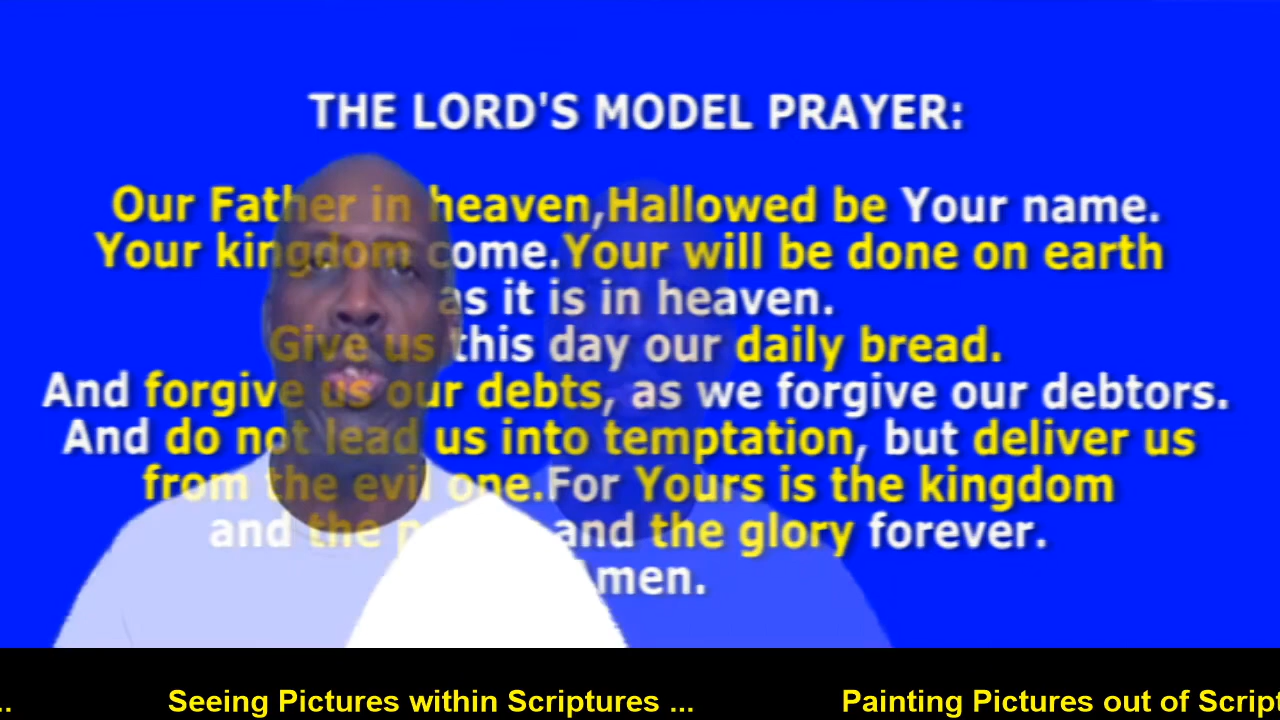 THE LORD'S MODEL PRAYER:
Our Father in heaven,Hallowed be Your name.
Your kingdom come.Your will be done on earth
as it is in heaven.
Give us this day our daily bread.
And forgive us our debts, as we forgive our debtors.
And do not lead us into temptation, but deliver us
from the evil one.For Yours is the kingdom
and the and the glory forever.
.. Seeing Pictures within Scriptures ... Painting Pictures out of